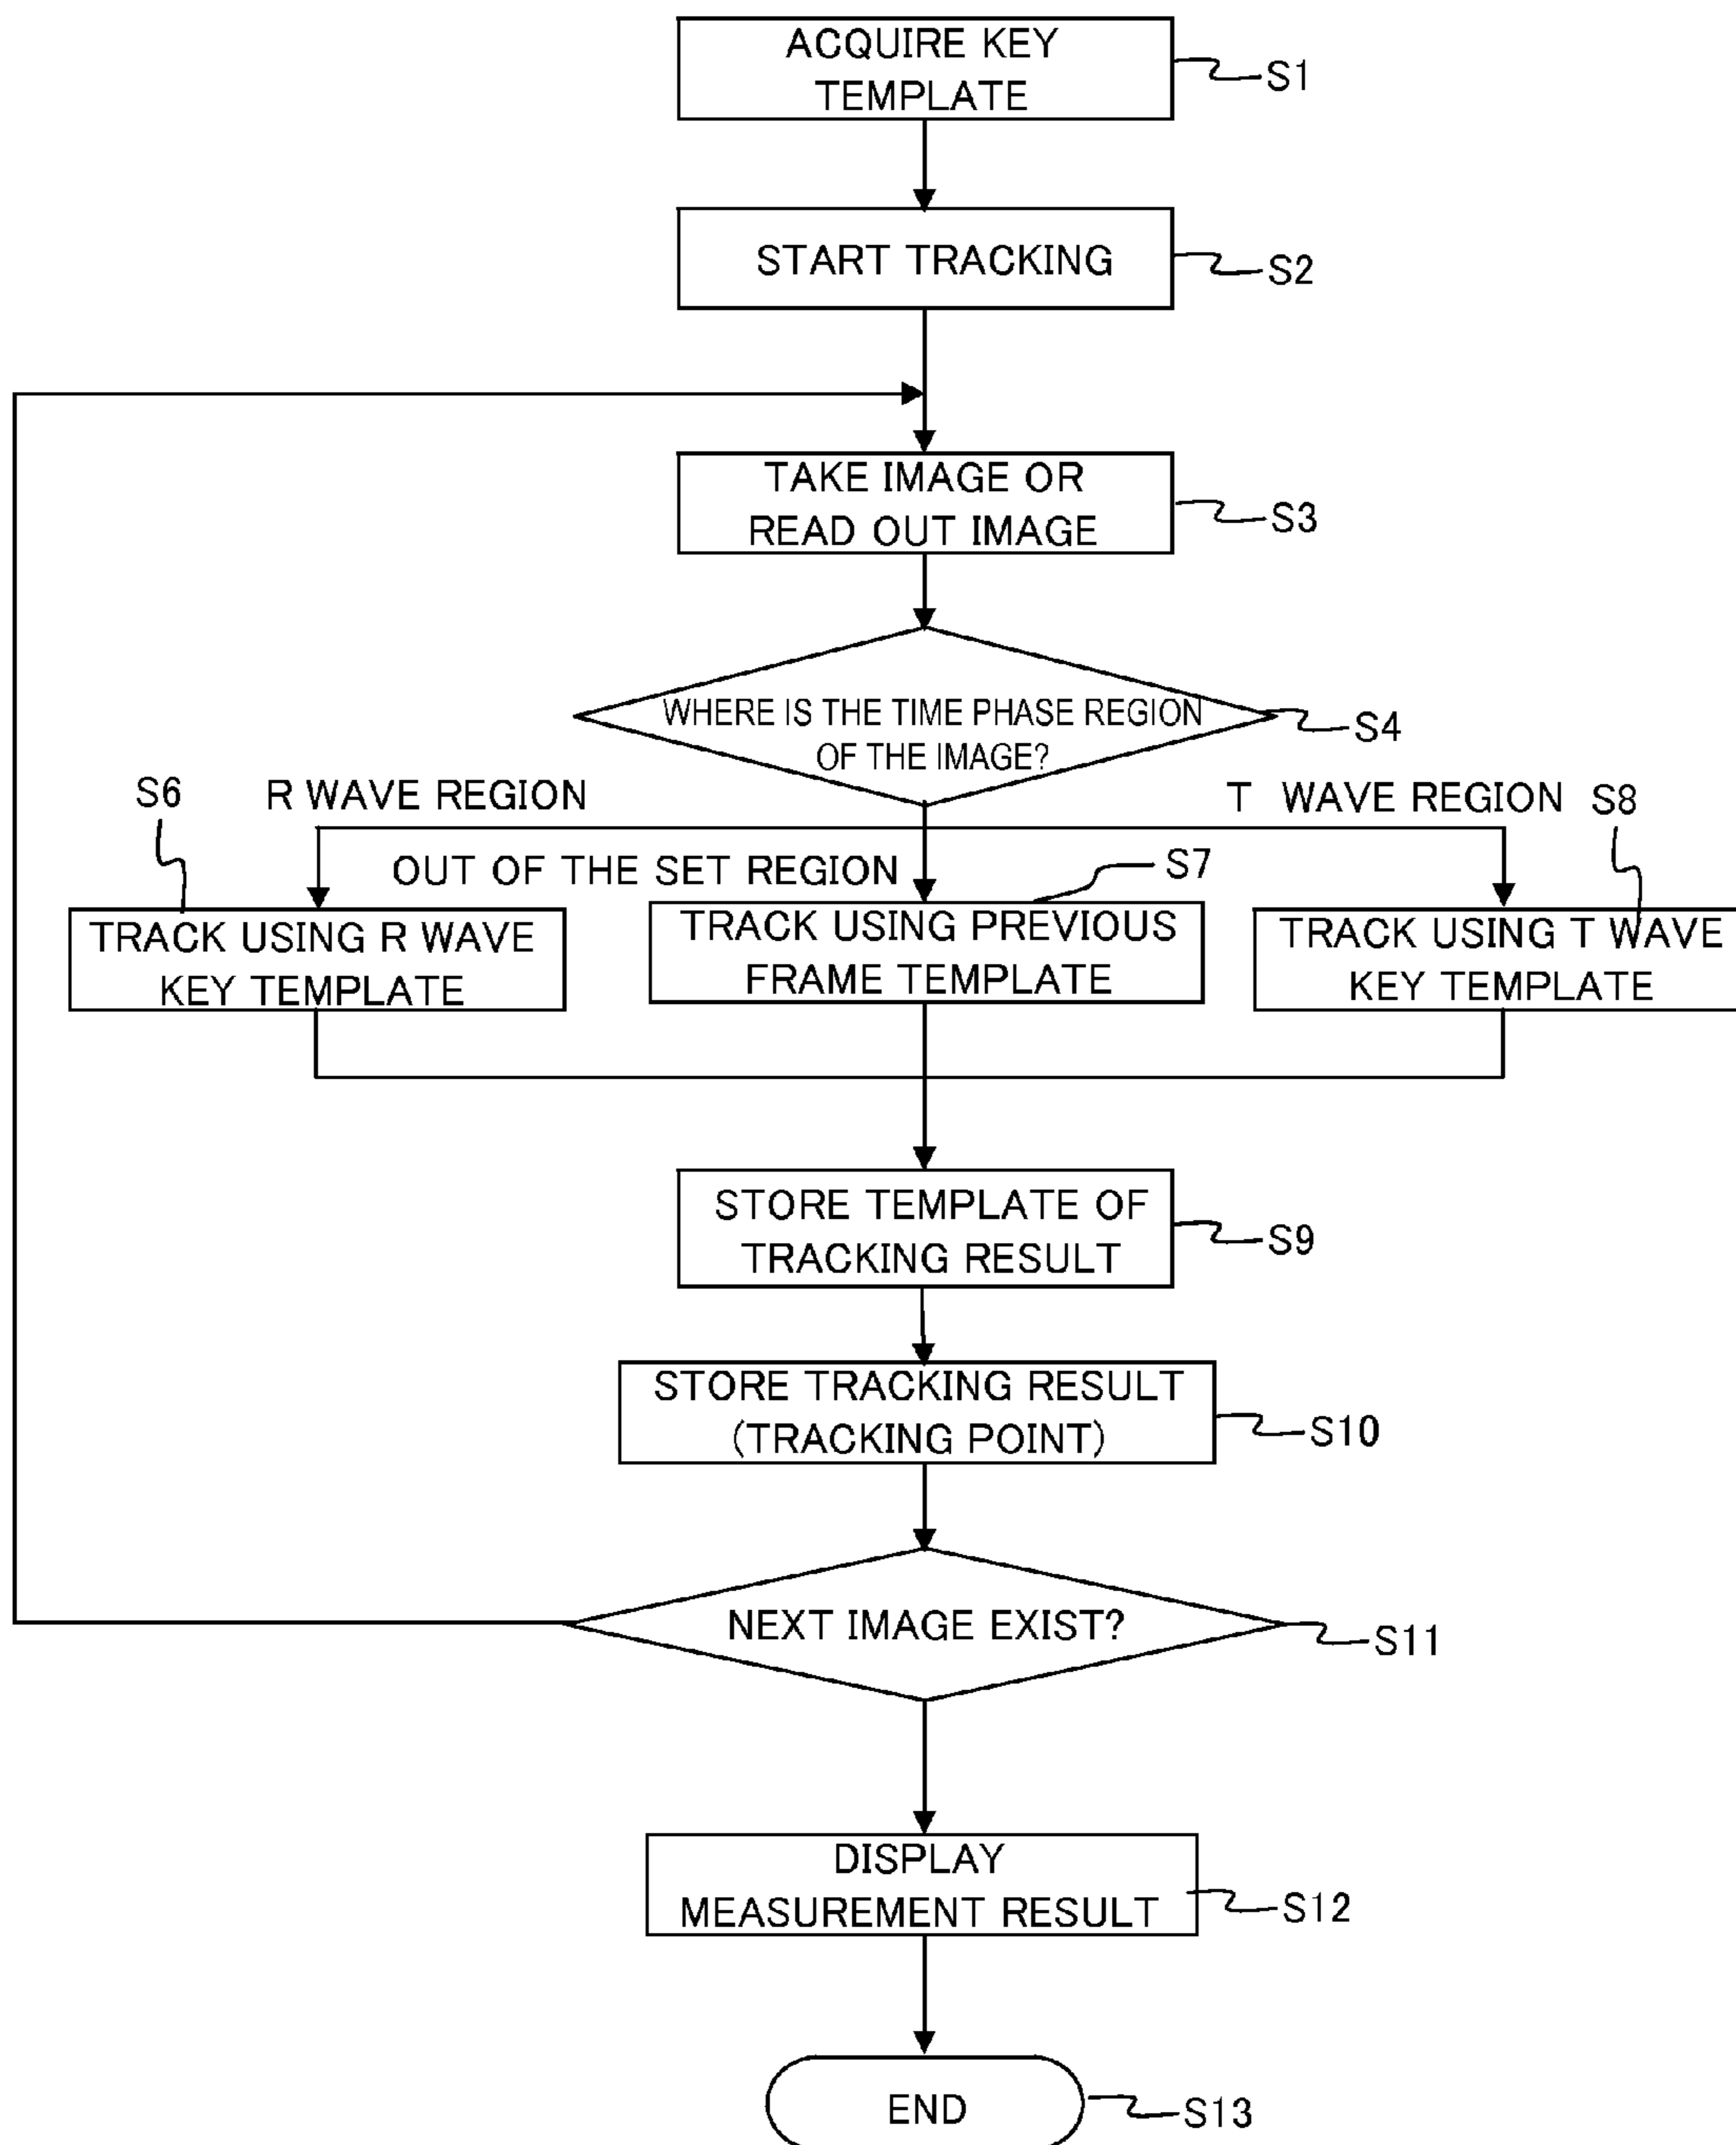 ACQUIRE KEY
TEMPLATE
S1
START TRACKING
S2
TAKE IMAGE OR
READ OUT IMAGE
S3
WHERE IS THE TIME PHASE REGION
OF THE IMAGE?
S4
S6
R WAVE REGION
T WAVE REGION
S8
OUT OF THE SET REGION
S7
TRACK USING R WAVE
KEY TEMPLATE
TRACK USING PREVIOUS
FRAME TEMPLATE
TRACK USING T WAVE
KEY TEMPLATE
STORE TEMPLATE OF
TRACKING RESULT
S9
STORE TRACKING RESULT
(TRACKING POINT)
S10
NEXT IMAGE EXIST?
S11
DISPLAY
MEASUREMENT RESULT
S12
END
S13